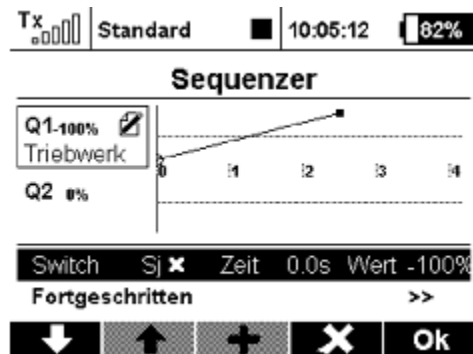 Tx Standard 10:05:12 82%
Sequenzer
Q1-100%
Triebwerk
Q2 0%
0 1 2 3 4
Switch Sj ✖ Zeit 0.0s Wert -100%
Fortgeschritten >>
Ok